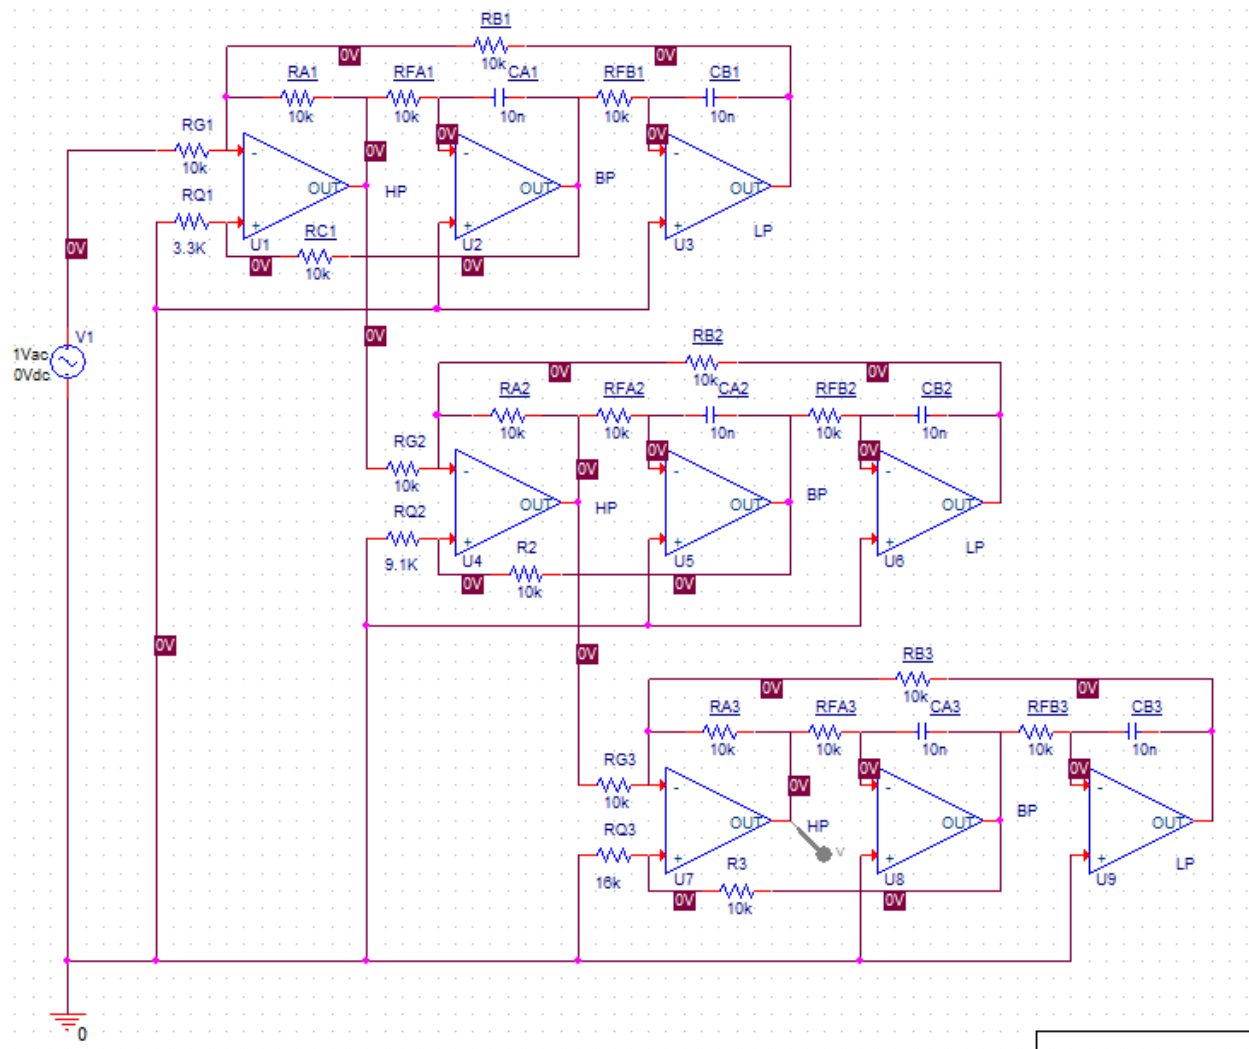 RB1
0V
0V
10k
RA1
RFA1
CA1
RFB1
CB1
10k
10k
10n
10k
10n
RG1
0V
0V
0V
-
-
-
10k
OUT
HP
OUT
BP
OUT
RQ1
+
+
+
3.3K
U1
RC1
U2
U3
LP
0V
0V
10k
0V
V1
0V
1Vac
0Vdc
RB2
0V
0V
10k
RA2
RFA2
CA2
RFB2
CB2
10k
10k
10n
10k
10n
RG2
0V
0V
0V
-
-
-
10k
OUT
HP
OUT
BP
OUT
RQ2
+
+
+
9.1K
U4
R2
U5
U6
LP
0V
0V
10k
0V
0V
RB3
0V
0V
10k
RA3
RFA3
CA3
RFB3
CB3
10k
10k
10n
10k
10n
RG3
0V
0V
0V
-
-
-
10k
OUT
HP
OUT
BP
OUT
RQ3
V
+
+
+
16k
U7
R3
U8
U9
LP
0V
0V
10k
0